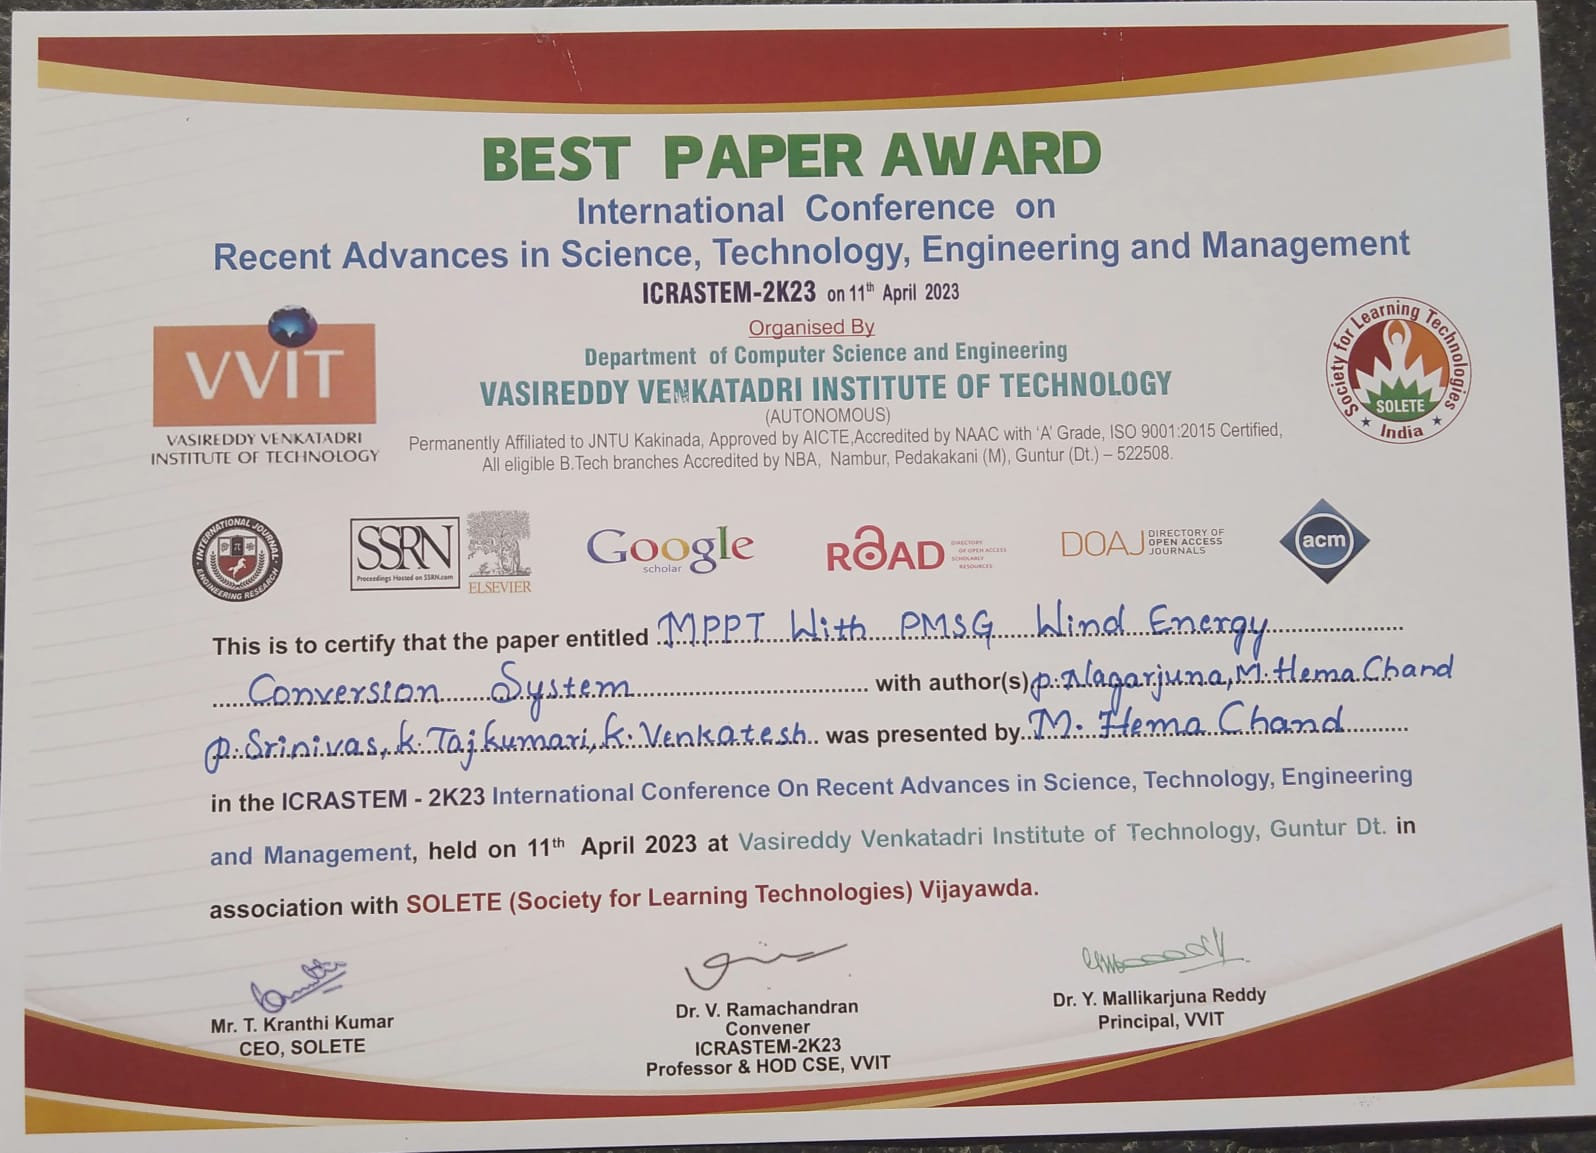 BEST PAPER AWARD
International Conference on
Recent Advances in Science, Technology, Engineering and Management
ICRASTEM-2K23 on 11th April 2023
Organised By
Department of Computer Science and Engineering
VASIREDDY VENKATADRI INSTITUTE OF TECHNOLOGY
(AUTONOMOUS)
Permanently Affiliated to JNTU Kakinada, Approved by AICTE,Accredited by NAAC with 'A' Grade, ISO 9001:2015 Certified,
All eligible B.Tech branches Accredited by NBA, Nambur, Pedakakani (M), Guntur (Dt.) – 522508.
VVIT
VASIREDDY VENKATADRI
INSTITUTE OF TECHNOLOGY
Society for Learning Technologies
SOLETE
India
INTERNATIONAL JOURNAL
ENGINEERING RESEARCH
SSRN
Proceedings Hosted on SSRN.com
ELSEVIER
Google
scholar
ROAD
DIRECTORY
OF OPEN ACCESS
SCHOLARLY
RESOURCES
DOAJ
DIRECTORY OF
OPEN ACCESS
JOURNALS
acm
This is to certify that the paper entitled MPPT With PMSG Wind Energy
Conversion System with author(s) P. Nagarjuna, M. Hema Chand
P. Srinivas, K. Tajkumari, K. Venkatesh was presented by M. Hema Chand
in the ICRASTEM - 2K23 International Conference On Recent Advances in Science, Technology, Engineering
and Management, held on 11th April 2023 at Vasireddy Venkatadri Institute of Technology, Guntur Dt. in
association with SOLETE (Society for Learning Technologies) Vijayawda.
Mr. T. Kranthi Kumar
CEO, SOLETE
Dr. V. Ramachandran
Convener
ICRASTEM-2K23
Professor & HOD CSE, VVIT
Dr. Y. Mallikarjuna Reddy
Principal, VVIT